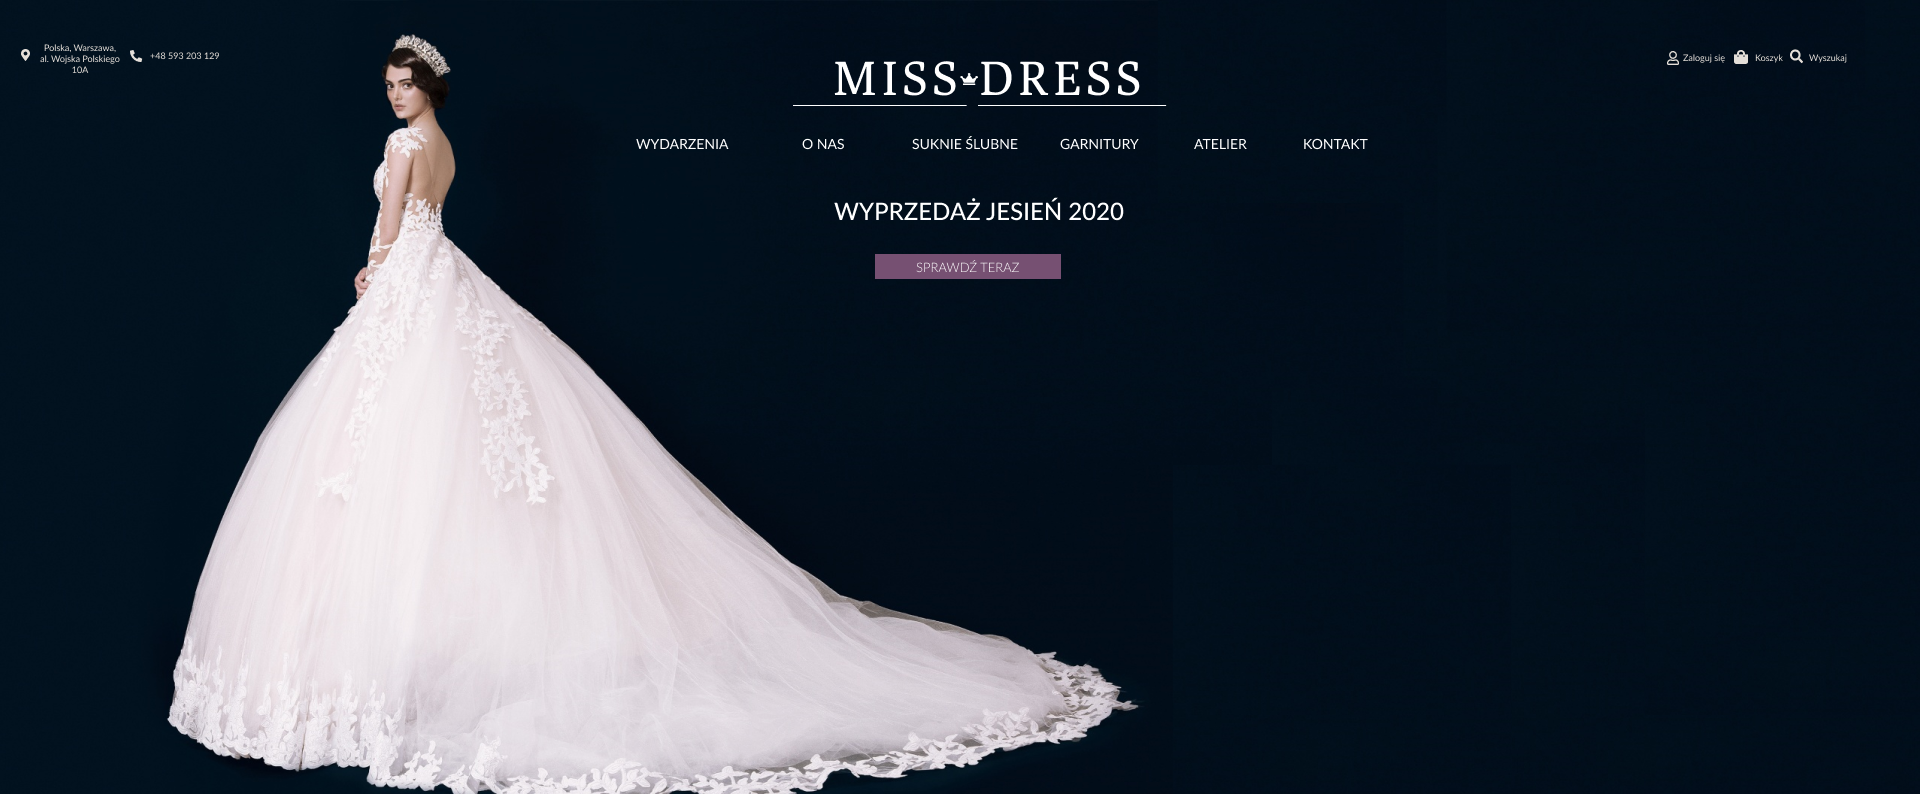 Polska, Warszawa,
al. Wojska Polskiego
10A
+48 593 203 129
MISS DRESS
Zaloguj się
Koszyk
Wyszukaj
WYDARZENIA
O NAS
SUKNIE ŚLUBNE
GARNITURY
ATELIER
KONTAKT
WYPRZEDAŻ JESIEŃ 2020
SPRAWDŹ TERAZ